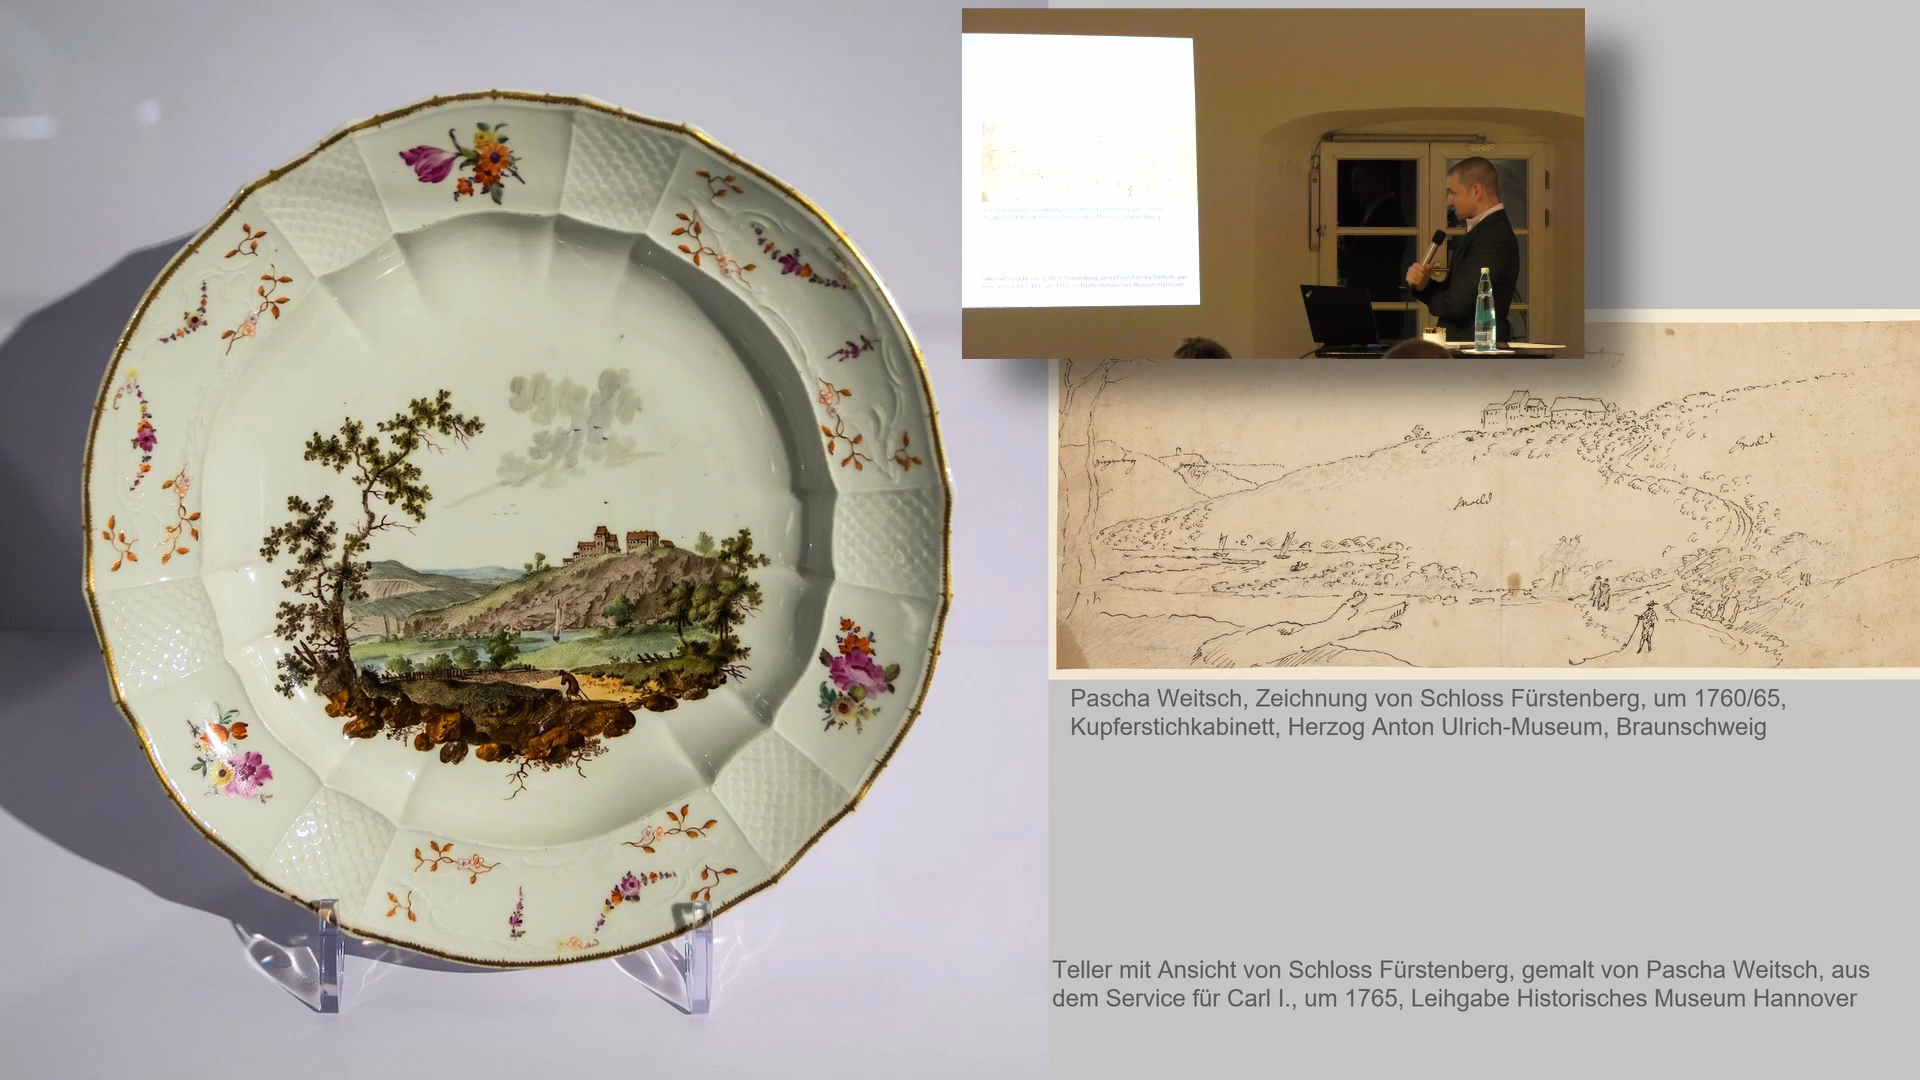 Pascha Weitsch, Zeichnung von Schloss Fürstenberg, um 1760/65,
Kupferstichkabinett, Herzog Anton Ulrich-Museum, Braunschweig
Teller mit Ansicht von Schloss Fürstenberg, gemalt von Pascha Weitsch, aus
dem Service für Carl I., um 1765, Leihgabe Historisches Museum Hannover